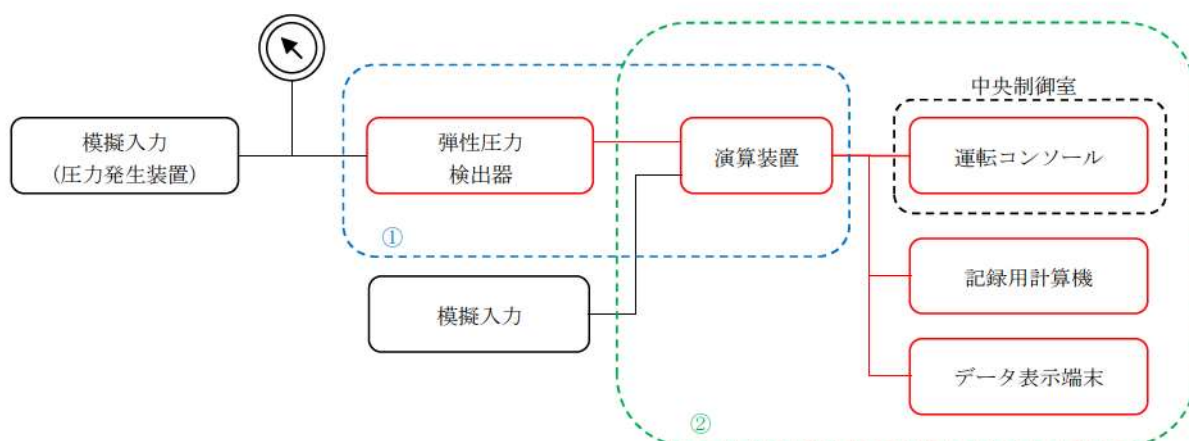 中央制御室
模擬入力
(圧力発生装置)
弾性圧力
検出器
演算装置
運転コンソール
①
模擬入力
記録用計算機
データ表示端末
②